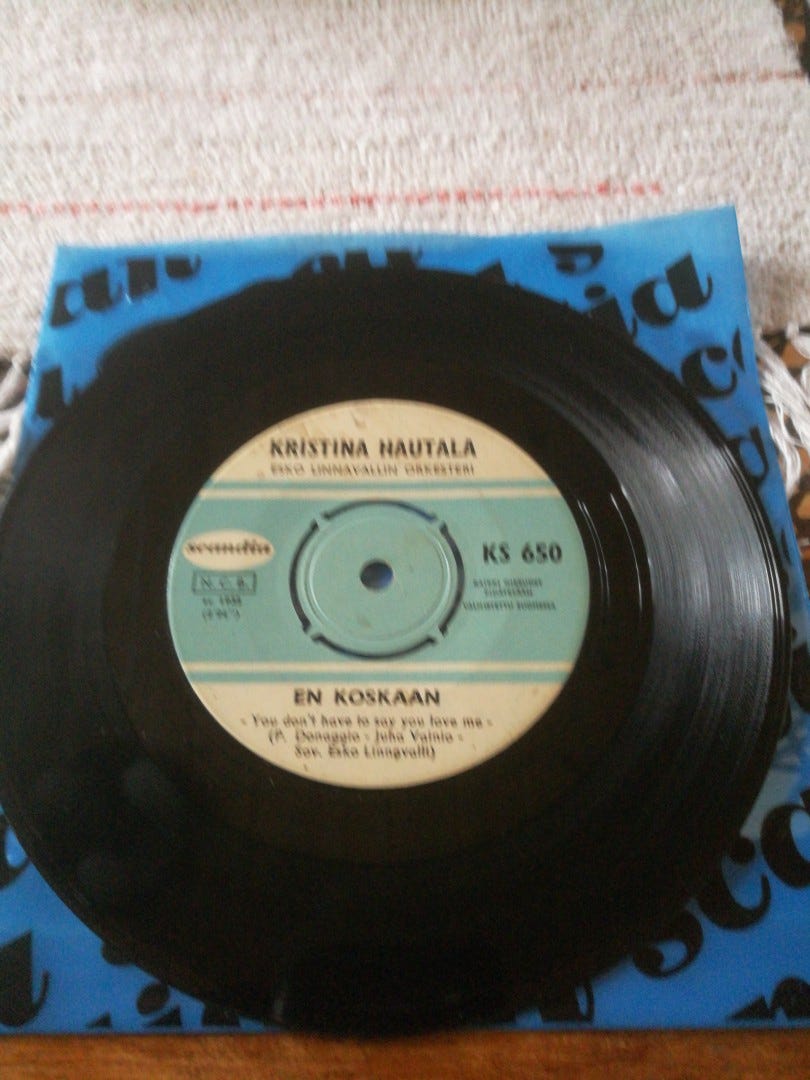 KRISTINA HAUTALA
ESKO LINNAVALLIN ORKESTERI
scandia
KS 650
N. C. B.
EN KOSKAAN
- You don't have to say you love me -
(P. Donaggio - Juha Vainio -
Sov. Esko Linnavalli)